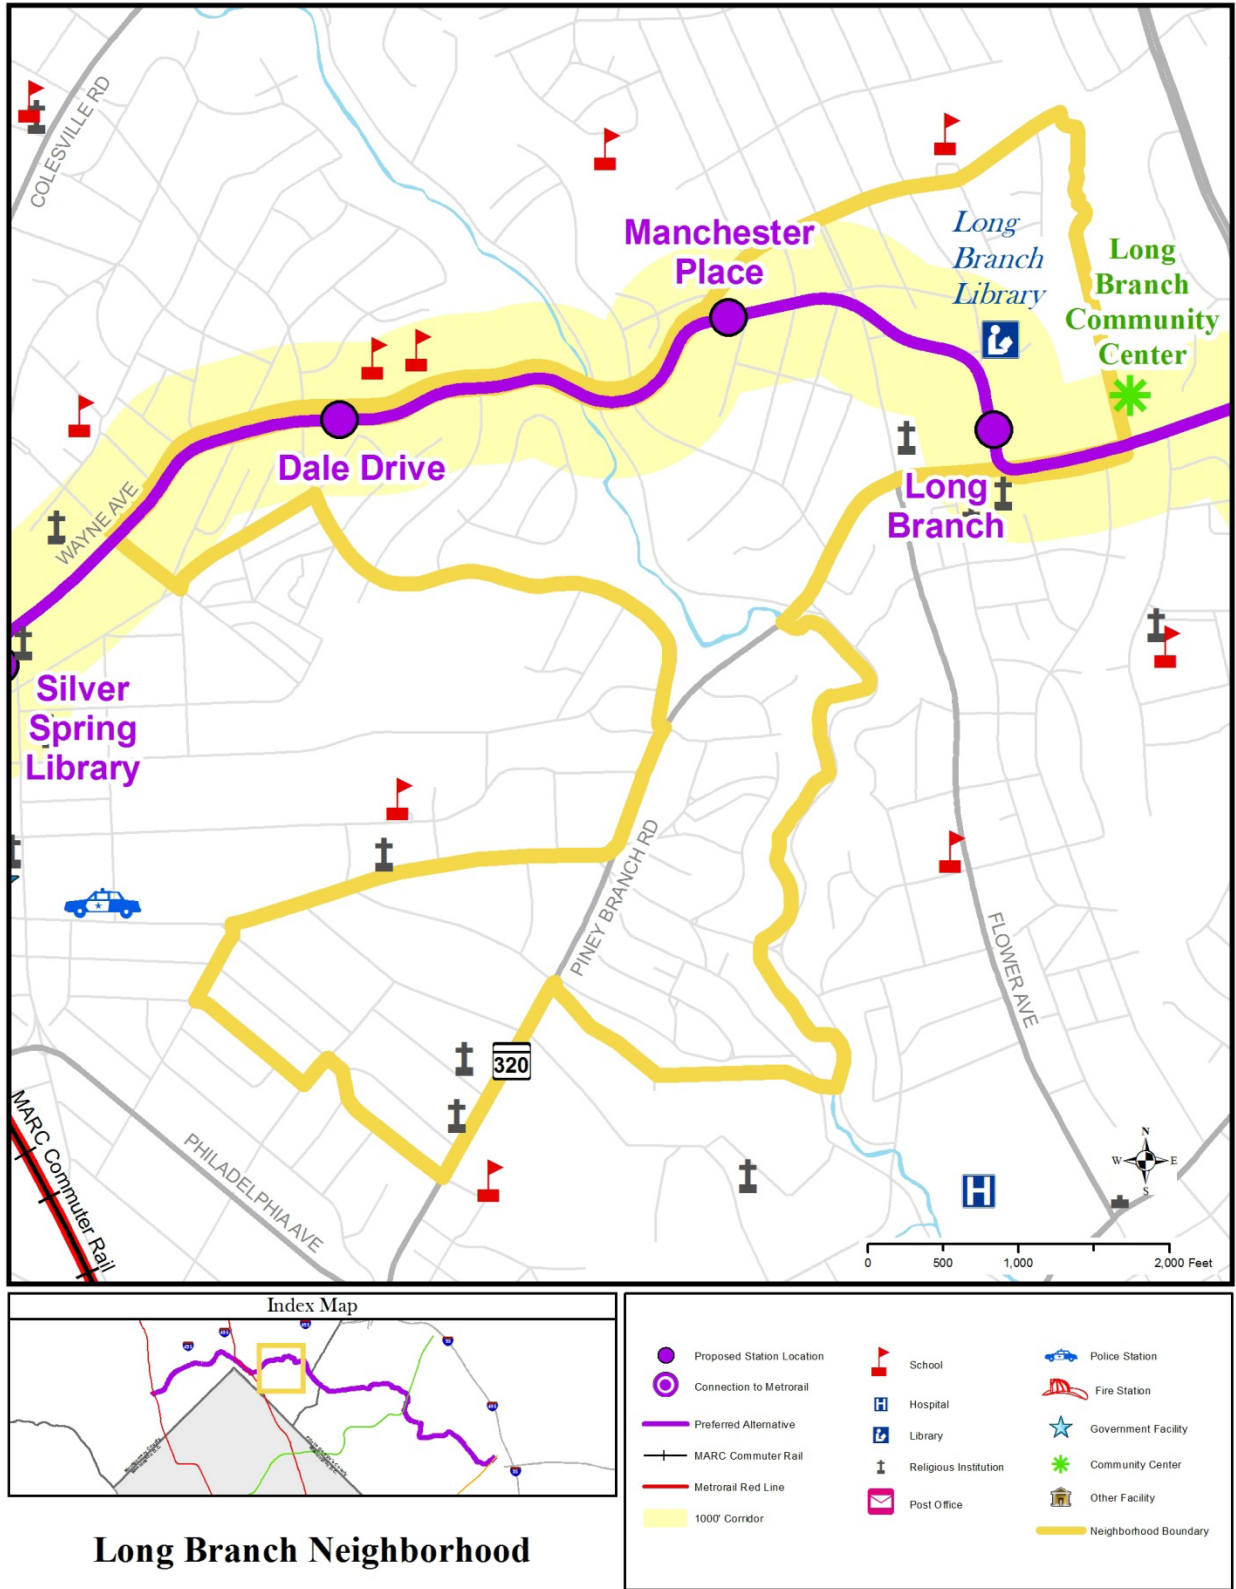 COLESVILLE RD
Manchester
Place
Long
Branch
Library
Long
Branch
Community
Center
Dale Drive
WAYNE AVE
Long
Branch
Silver
Spring
Library
PINEY BRANCH RD
FLOWER AVE
320
MARC Commuter Rail
PHILADELPHIA AVE
N
W
E
S
0
500
1,000
2,000 Feet
Index Map
Long Branch Neighborhood
Proposed Station Location
Connection to Metrorail
Preferred Alternative
MARC Commuter Rail
Metrorail Red Line
1000' Corridor
School
Hospital
Library
Religious Institution
Post Office
Police Station
Fire Station
Government Facility
Community Center
Other Facility
Neighborhood Boundary